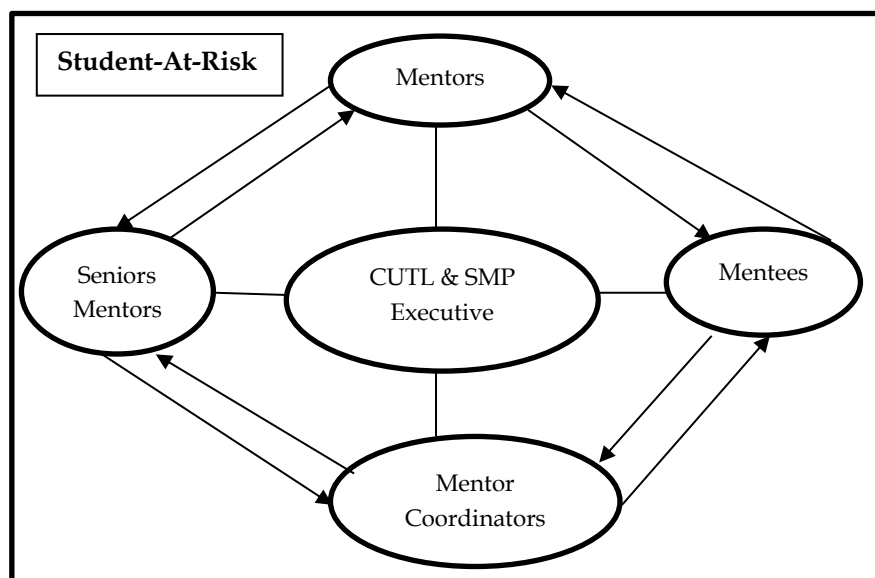 Student-At-Risk
Mentors
Seniors
Mentors
CUTL & SMP
Executive
Mentees
Mentor
Coordinators